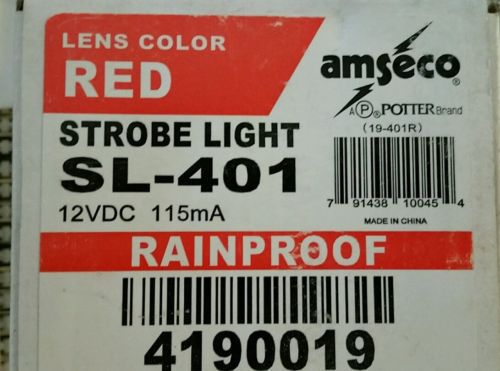 LENS COLOR
RED
amseco®
A P® POTTER Brand
(19-401R)
STROBE LIGHT
SL-401
12VDC 115mA
7 91438 10045 4
MADE IN CHINA
RAINPROOF
4190019